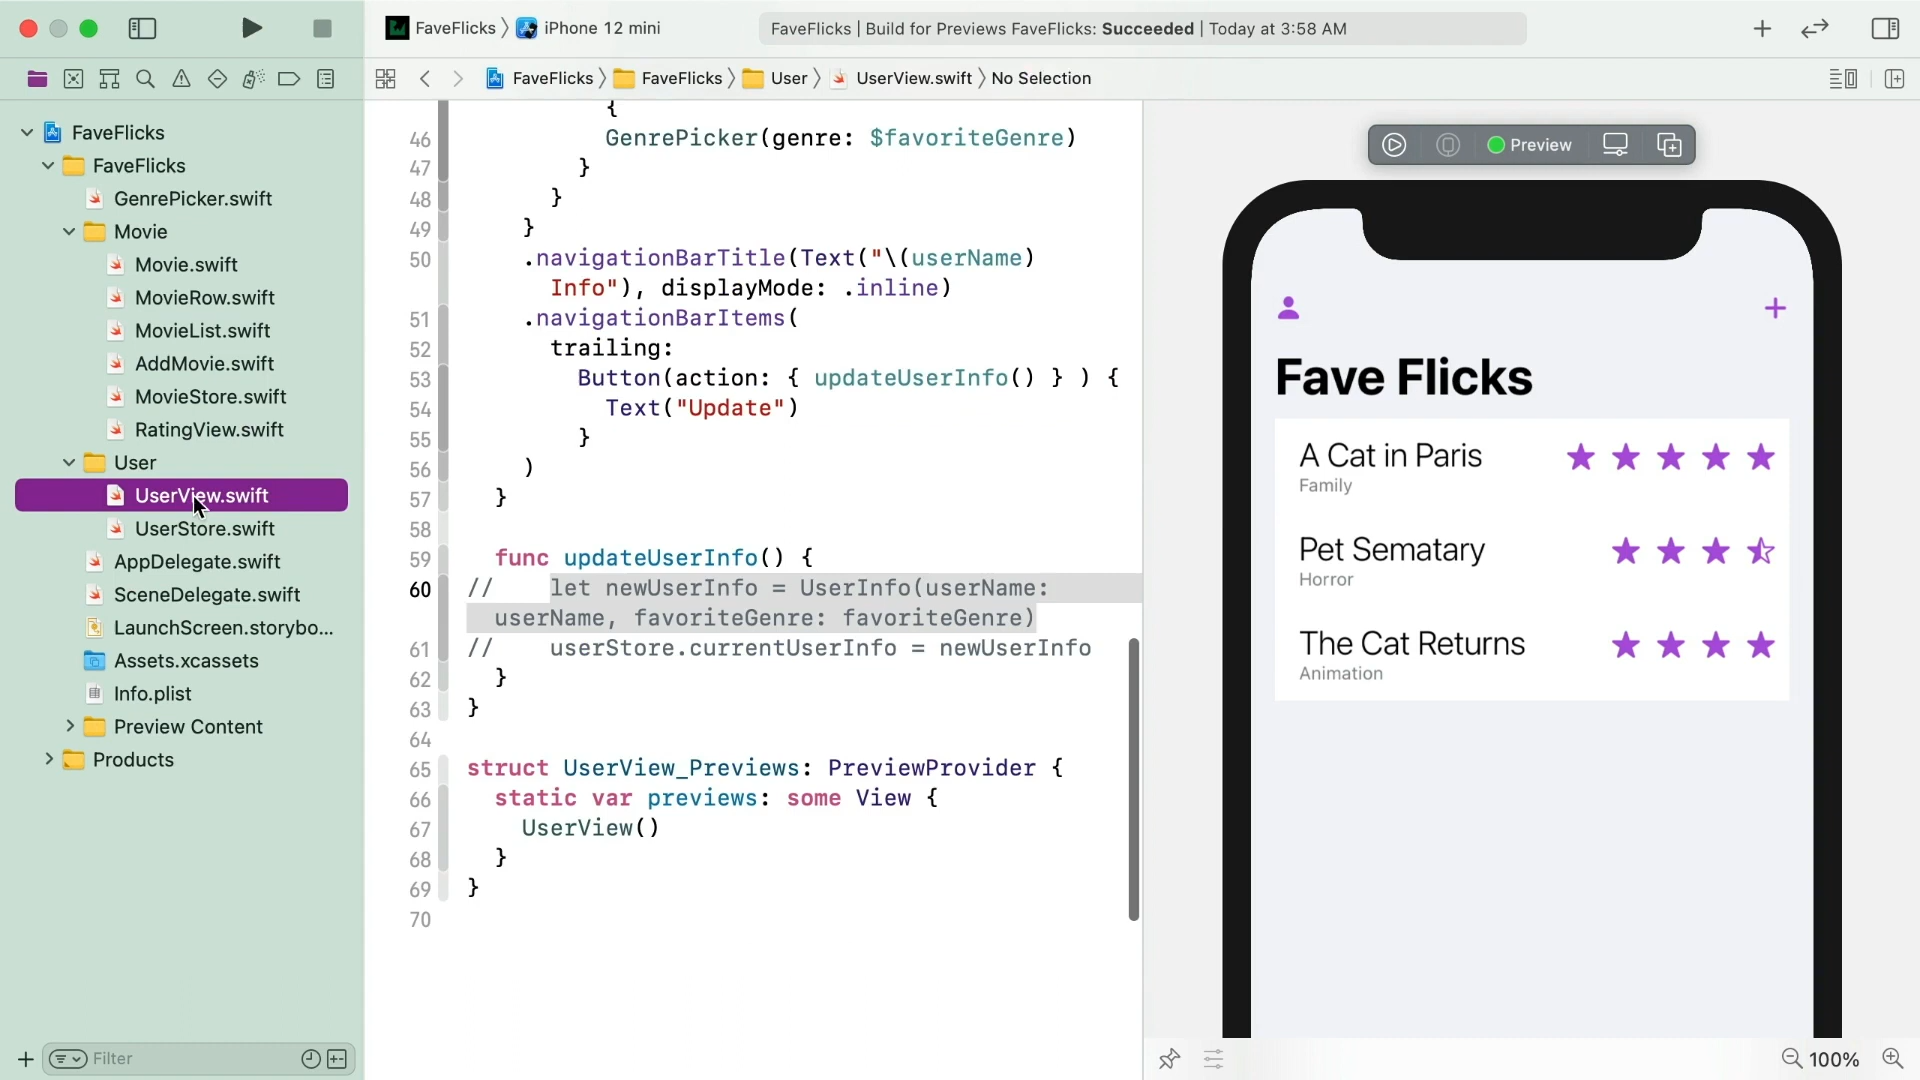 FaveFlicks
iPhone 12 mini
FaveFlicks | Build for Previews FaveFlicks: Succeeded | Today at 3:58 AM
FaveFlicks
FaveFlicks
User
UserView.swift
No Selection
FaveFlicks
FaveFlicks
GenrePicker.swift
Movie
Movie.swift
MovieRow.swift
MovieList.swift
AddMovie.swift
MovieStore.swift
RatingView.swift
User
UserView.swift
UserStore.swift
AppDelegate.swift
SceneDelegate.swift
LaunchScreen.storybo...
Assets.xcassets
Info.plist
Preview Content
Products
Filter
{
46 GenrePicker(genre: $favoriteGenre)
47 }
48 }
49 }
50 .navigationBarTitle(Text("\(userName)
Info"), displayMode: .inline)
51 .navigationBarItems(
52 trailing:
53 Button(action: { updateUserInfo() } ) {
54 Text("Update")
55 }
56 )
57 }
58
59 func updateUserInfo() {
60 // let newUserInfo = UserInfo(userName:
userName, favoriteGenre: favoriteGenre)
61 // userStore.currentUserInfo = newUserInfo
62 }
63 }
64
65 struct UserView_Previews: PreviewProvider {
66 static var previews: some View {
67 UserView()
68 }
69 }
70
Preview
Fave Flicks
A Cat in Paris
Family
Pet Sematary
Horror
The Cat Returns
Animation
100%